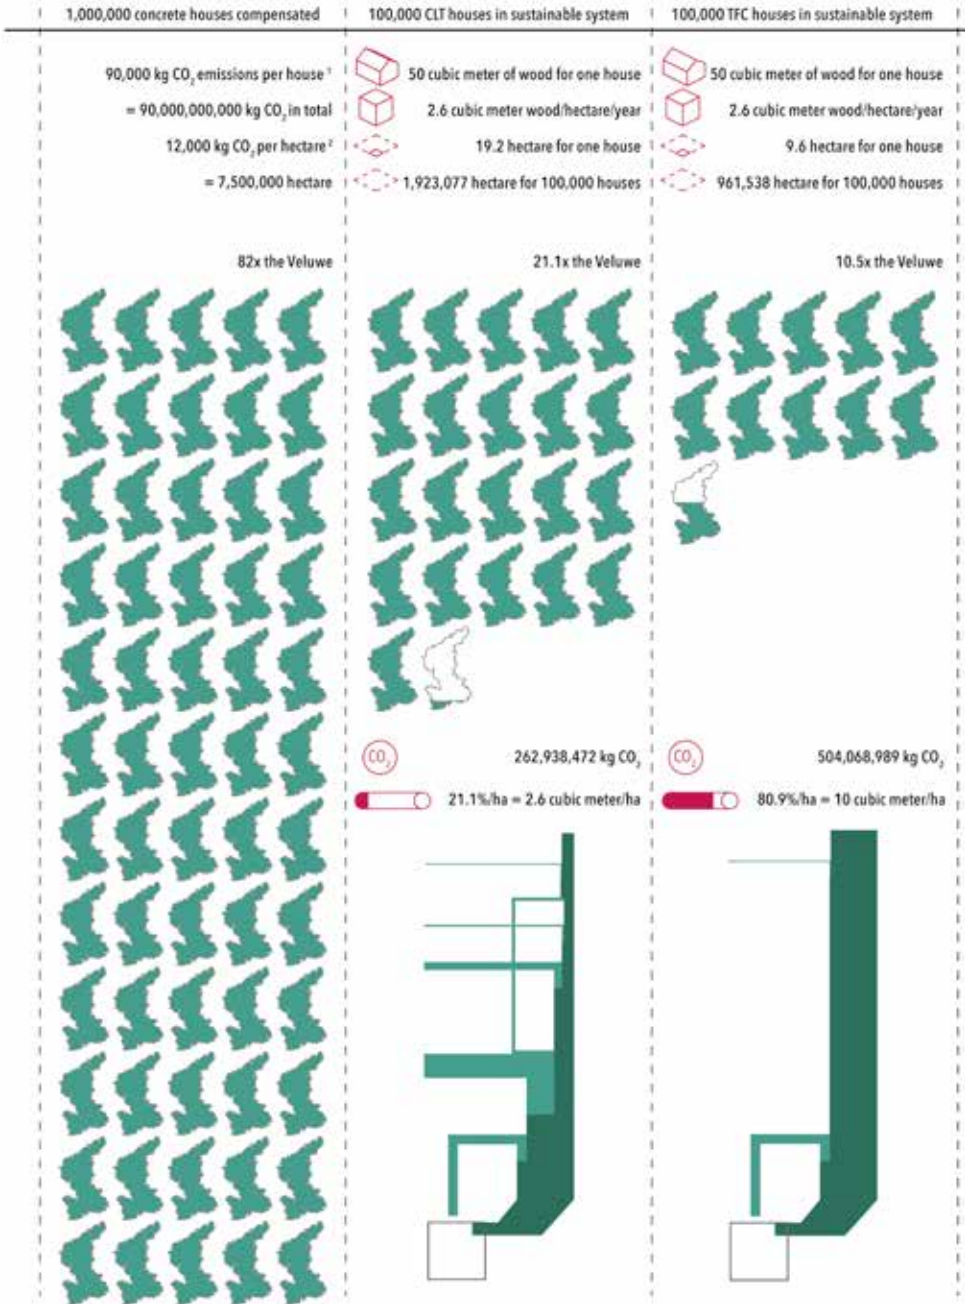 1,000,000 concrete houses compensated
90,000 kg CO₂ emissions per house ¹
= 90,000,000,000 kg CO₂ in total
12,000 kg CO₂ per hectare ²
= 7,500,000 hectare
82x the Veluwe
100,000 CLT houses in sustainable system
50 cubic meter of wood for one house
2.6 cubic meter wood/hectare/year
19.2 hectare for one house
1,923,077 hectare for 100.000 houses
21.1x the Veluwe
CO₂
262,938,472 kg CO₂
21.1%/ha = 2.6 cubic meter/ha
100,000 TFC houses in sustainable system
50 cubic meter of wood for one house
2.6 cubic meter wood/hectare/year
9.6 hectare for one house
961,538 hectare for 100,000 houses
10.5x the Veluwe
CO₂
504,068,989 kg CO₂
80.9%/ha = 10 cubic meter/ha